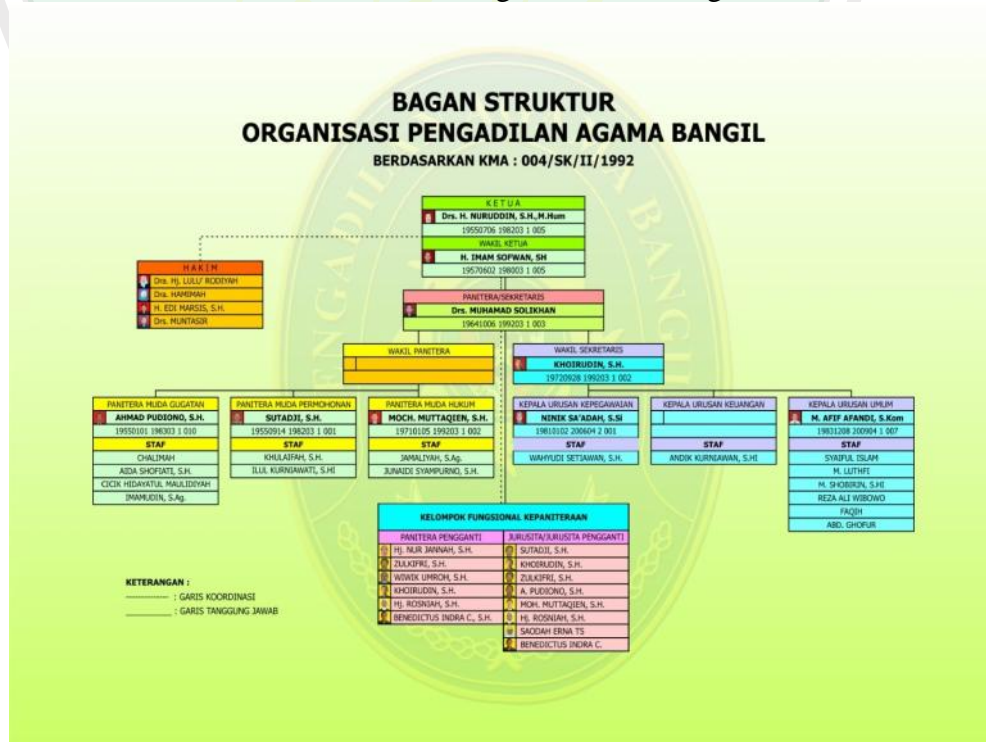 BAGAN STRUKTUR
ORGANISASI PENGADILAN AGAMA BANGIL
BERDASARKAN KMA : 004/SK/II/1992
KETUA
Drs. H. NURUDDIN, S.H.,M.Hum
19550706 198203 1 005
WAKIL KETUA
H. IMAM SOFWAN, SH
19570602 198003 1 005
HAKIM
Dra. Hj. LULU' RODIYAH
Dra. HAMIMAH
H. EDI MARSIS, S.H.
Drs. MUNTASIR
PANITERA/SEKRETARIS
Drs. MUHAMAD SOLIKHAN
19641006 199203 1 003
WAKIL PANITERA
WAKIL SEKRETARIS
KHOIRUDIN, S.H.
19720928 199203 1 002
PANITERA MUDA GUGATAN
AHMAD PUDIONO, S.H.
19550101 198303 1 010
STAF
CHALIMAH
AIDA SHOFIATI, S.H.
CICIK HIDAYATUL MAULIDIYAH
IMAMUDIN, S.Ag.
PANITERA MUDA PERMOHONAN
SUTADJI, S.H.
19550914 198203 1 001
STAF
KHULAIFAH, S.H.
ILUL KURNIAWATI, S.HI
PANITERA MUDA HUKUM
MOCH. MUTTAQIEN, S.H.
19710105 199203 1 002
STAF
JAMALIYAH, S.Ag.
JUNAIDI SYAMPURNO, S.H.
KEPALA URUSAN KEPEGAWAIAN
NINIK SA'ADAH, S.Si
19810102 200604 2 001
STAF
WAHYUDI SETIAWAN, S.H.
KEPALA URUSAN KEUANGAN
STAF
ANDIK KURNIAWAN, S.HI
KEPALA URUSAN UMUM
M. AFIF AFANDI, S.Kom
19831208 200904 1 007
STAF
SYAIFUL ISLAM
M. LUTHFI
M. SHOBIRIN, S.HI
REZA ALI WIBOWO
FAQIH
ABD. GHOFUR
KELOMPOK FUNGSIONAL KEPANITERAAN
PANITERA PENGGANTI
Hj. NUR JANNAH, S.H.
ZULKIFRI, S.H.
WIWIK UMROH, S.H.
KHOIRUDIN, S.H.
Hj. ROSNIAH, S.H.
BENEDICTUS INDRA C., S.H.
JURUSITA/JURUSITA PENGGANTI
SUTADJI, S.H.
KHOIRUDIN, S.H.
ZULKIFRI, S.H.
A. PUDIONO, S.H.
MOH. MUTTAQIEN, S.H.
Hj. ROSNIAH, S.H.
SAODAH ERNA TS
BENEDICTUS INDRA C.
KETERANGAN :
: GARIS KOORDINASI
: GARIS TANGGUNG JAWAB
PENGADILAN AGAMA BANGIL